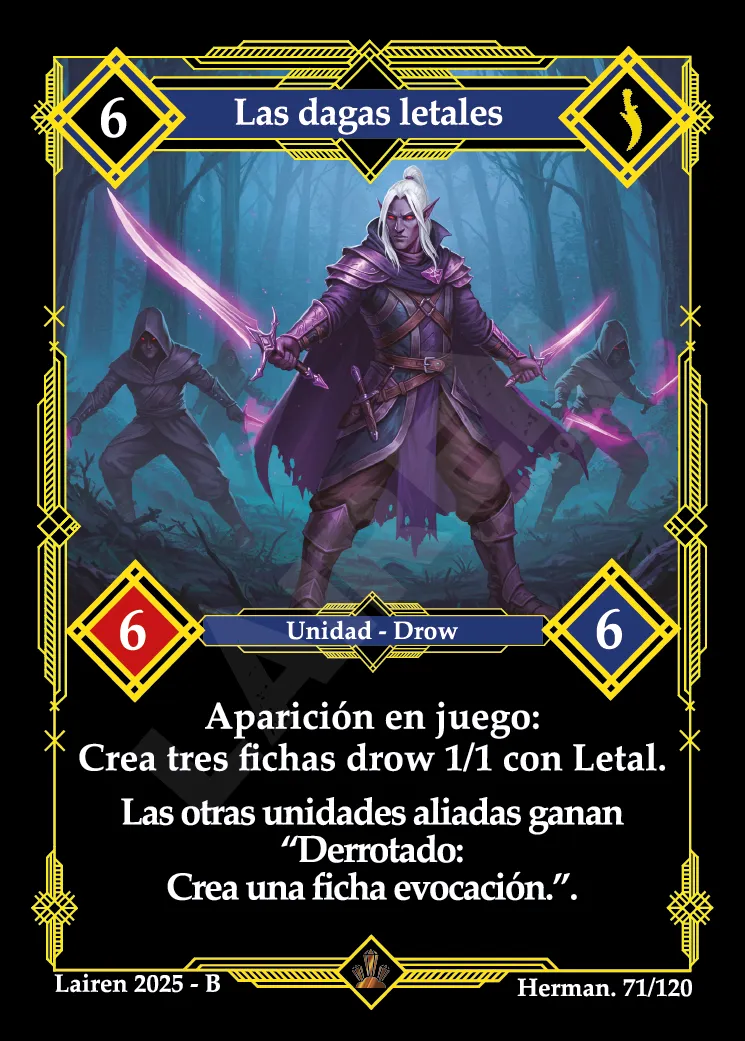 6
Las dagas letales
6
Unidad - Drow
6
Aparición en juego:
Crea tres fichas drow 1/1 con Letal.
Las otras unidades aliadas ganan
“Derrotado:
Crea una ficha evocación.”.
Lairen 2025 - B
Herman. 71/120